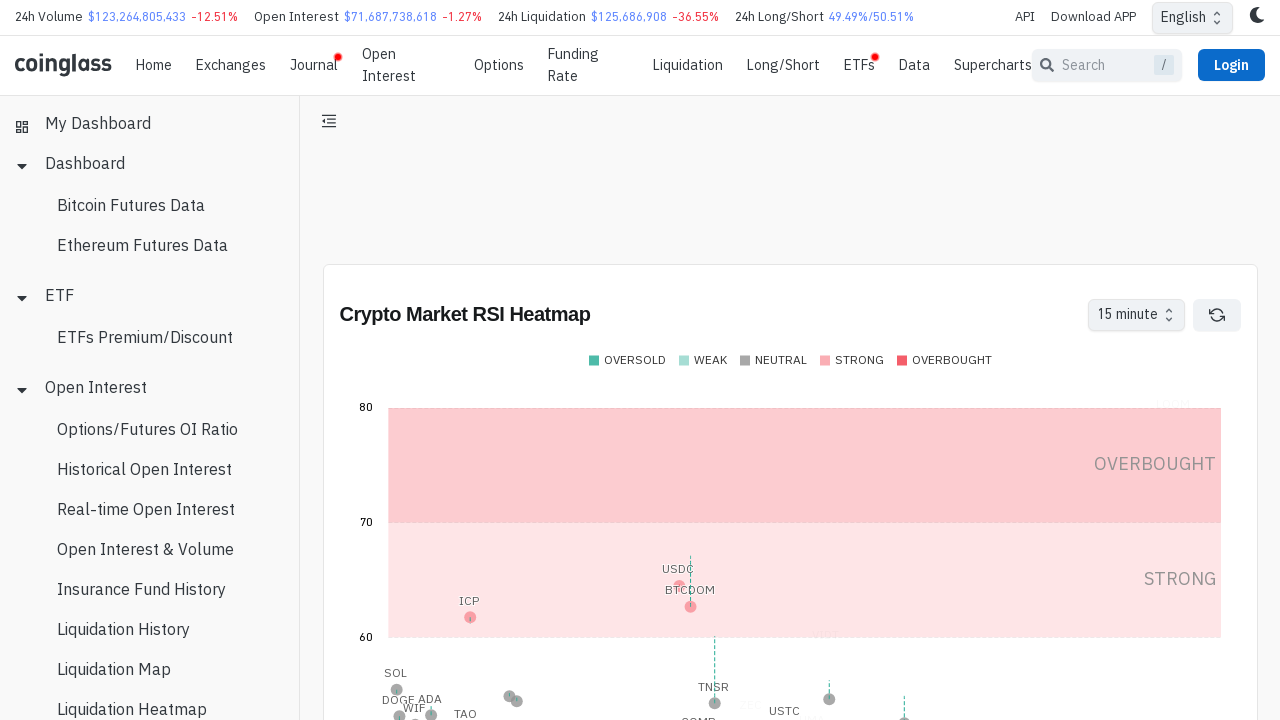 24h Volume $123,264,805,433 -12.51% Open Interest $71,687,738,618 -1.27% 24h Liquidation $125,686,908 -36.55% 24h Long/Short 49.49%/50.51% API Download APP English
coinglass Home Exchanges Journal Open Interest Options Funding Rate Liquidation Long/Short ETFs Data Supercharts Search / Login
My Dashboard
Dashboard
Bitcoin Futures Data
Ethereum Futures Data
ETF
ETFs Premium/Discount
Open Interest
Options/Futures OI Ratio
Historical Open Interest
Real-time Open Interest
Open Interest & Volume
Insurance Fund History
Liquidation History
Liquidation Map
Liquidation Heatmap
Crypto Market RSI Heatmap 15 minute
OVERSOLD WEAK NEUTRAL STRONG OVERBOUGHT
80
OVERBOUGHT
70
USDC
STRONG
BTCDOM
ICP
60
SOL
TNSR
DOGE ADA
WIF
TAO
USTC